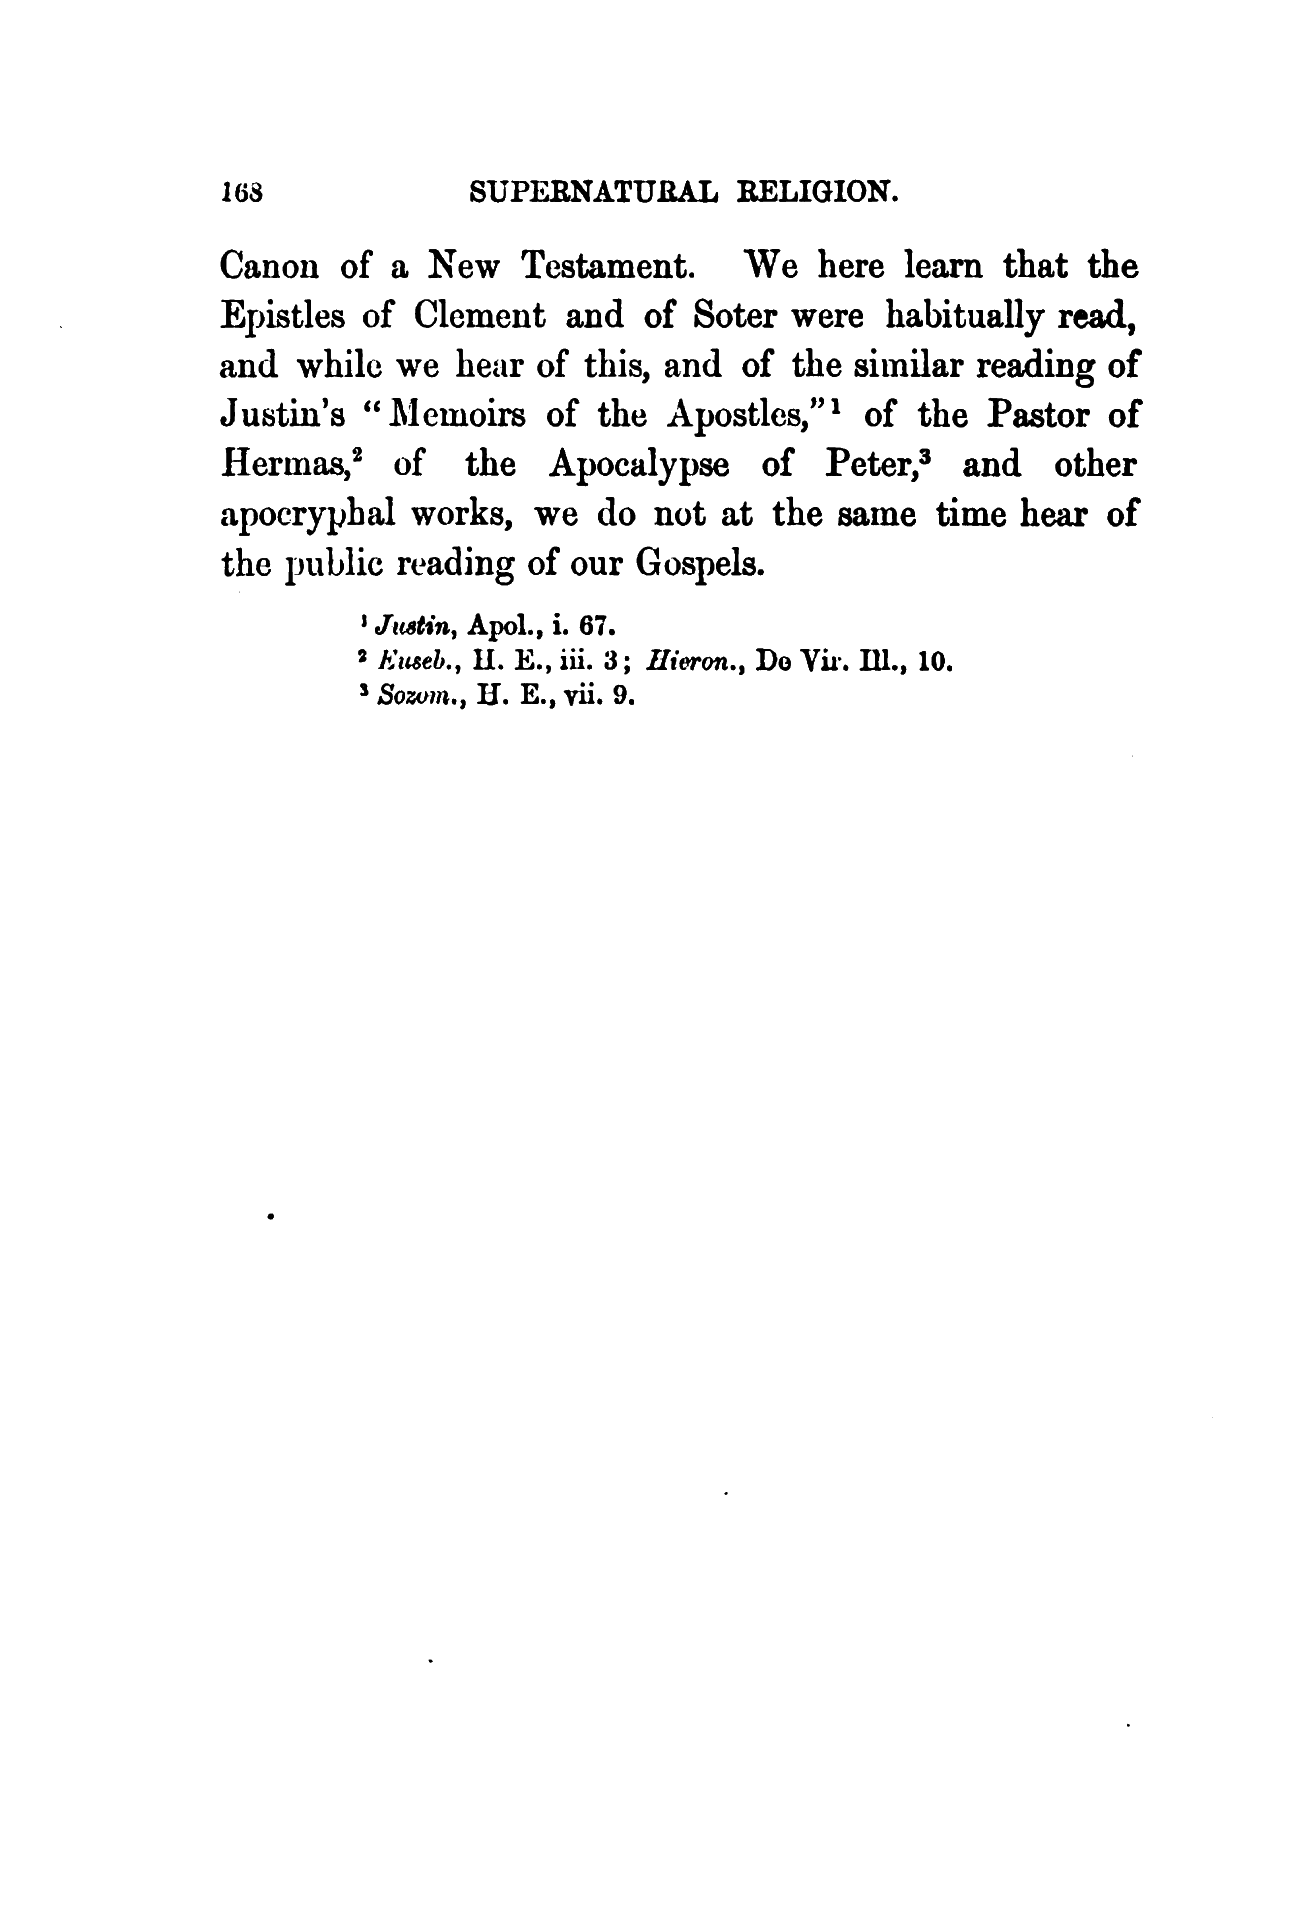 168 SUPERNATURAL RELIGION.
Canon of a New Testament. We here learn that the
Epistles of Clement and of Soter were habitually read,
and while we hear of this, and of the similar reading of
Justin's “Memoirs of the Apostles,”¹ of the Pastor of
Hermas,² of the Apocalypse of Peter,³ and other
apocryphal works, we do not at the same time hear of
the public reading of our Gospels.
¹ Justin, Apol., i. 67.
² Euseb., H. E., iii. 3; Hieron., De Vir. Ill., 10.
³ Sozom., H. E., vii. 9.